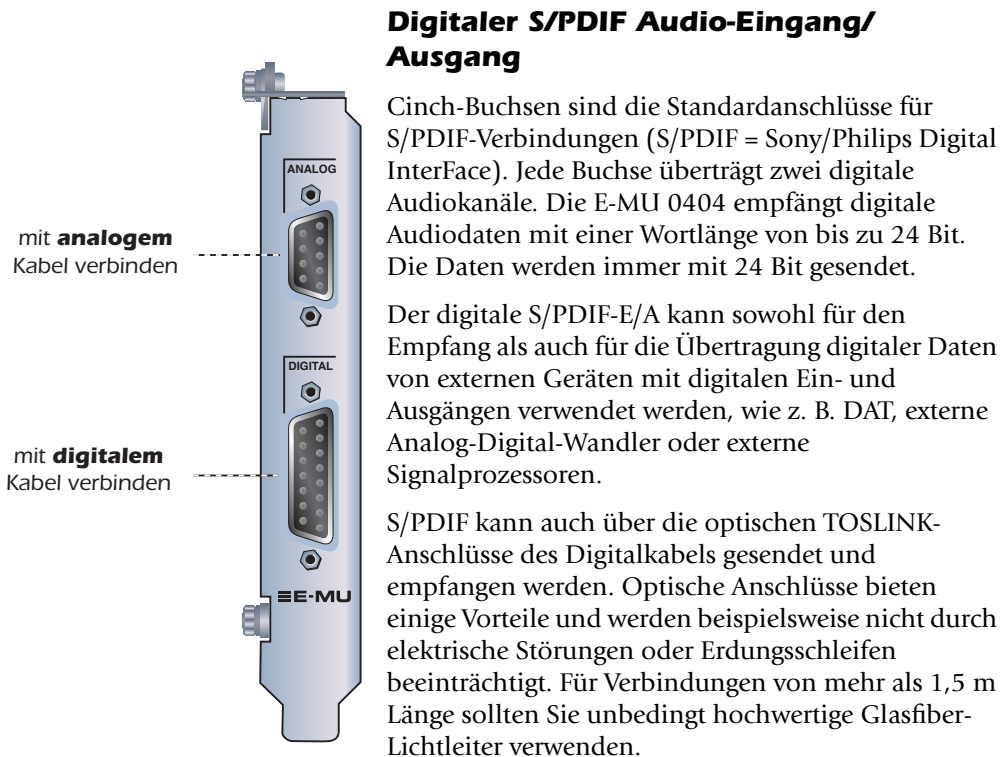 Digitaler S/PDIF Audio-Eingang/
Ausgang
Cinch-Buchsen sind die Standardanschlüsse für
S/PDIF-Verbindungen (S/PDIF = Sony/Philips Digital
InterFace). Jede Buchse überträgt zwei digitale
Audiokanäle. Die E-MU 0404 empfängt digitale
Audiodaten mit einer Wortlänge von bis zu 24 Bit.
Die Daten werden immer mit 24 Bit gesendet.
Der digitale S/PDIF-E/A kann sowohl für den
Empfang als auch für die Übertragung digitaler Daten
von externen Geräten mit digitalen Ein- und
Ausgängen verwendet werden, wie z. B. DAT, externe
Analog-Digital-Wandler oder externe
Signalprozessoren.
S/PDIF kann auch über die optischen TOSLINK-
Anschlüsse des Digitalkabels gesendet und
empfangen werden. Optische Anschlüsse bieten
einige Vorteile und werden beispielsweise nicht durch
elektrische Störungen oder Erdungsschleifen
beeinträchtigt. Für Verbindungen von mehr als 1,5 m
Länge sollten Sie unbedingt hochwertige Glasfiber-
Lichtleiter verwenden.
ANALOG
mit analogem
Kabel verbinden
DIGITAL
mit digitalem
Kabel verbinden
E-MU